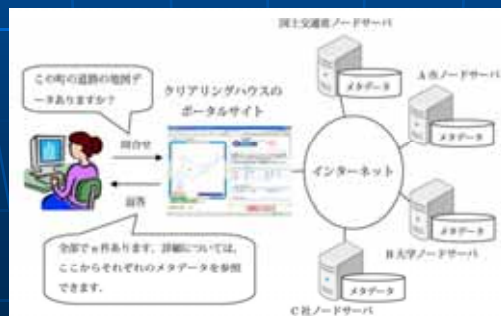 国土交通省ノードサーバ
メタデータ
この町の道路の地図デ
ータありますか?
クリアリングハウスの
ポータルサイト
A市ノードサーバ
メタデータ
問合せ
インターネット
回答
メタデータ
B大学ノードサーバ
全部でn件あります。詳細については、
ここからそれぞれのメタデータを参照
できます。
メタデータ
C社ノードサーバ